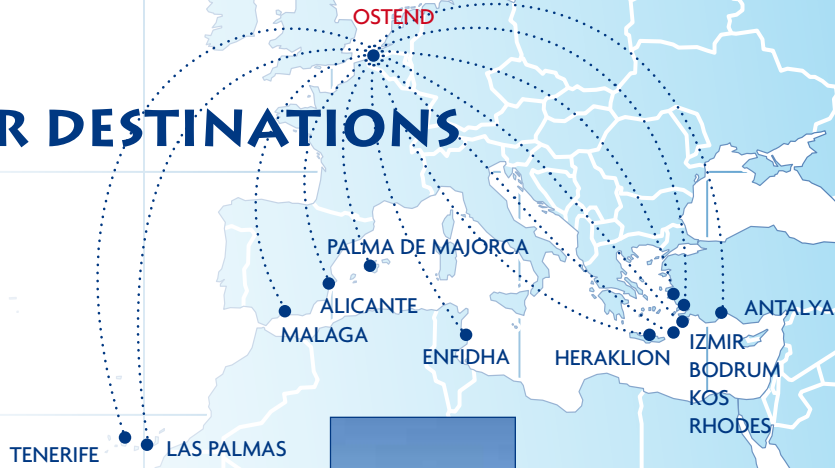 OSTEND
R DESTINATIONS
PALMA DE MAJORCA
ALICANTE
MALAGA
ANTALYA
ENFIDHA
HERAKLION
IZMIR
BODRUM
KOS
RHODES
TENERIFE
LAS PALMAS